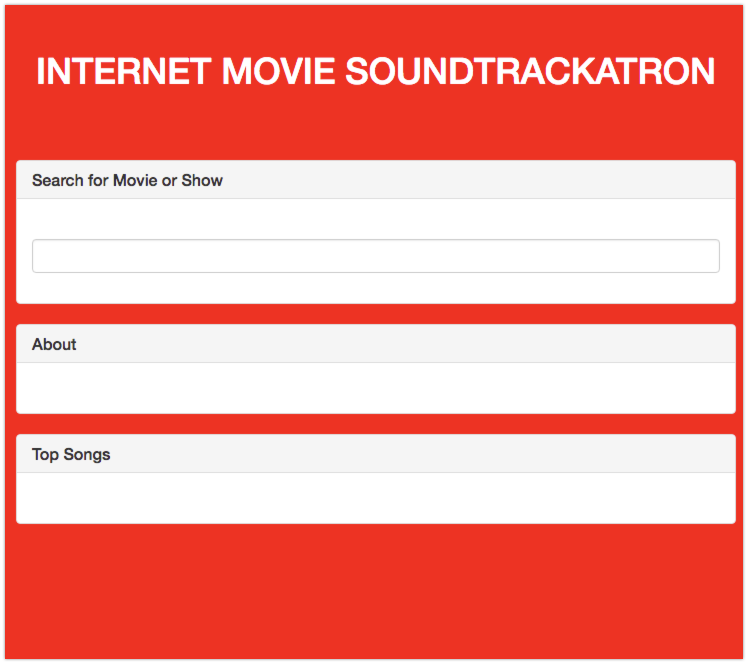 INTERNET MOVIE SOUNDTRACKATRON
Search for Movie or Show
About
Top Songs